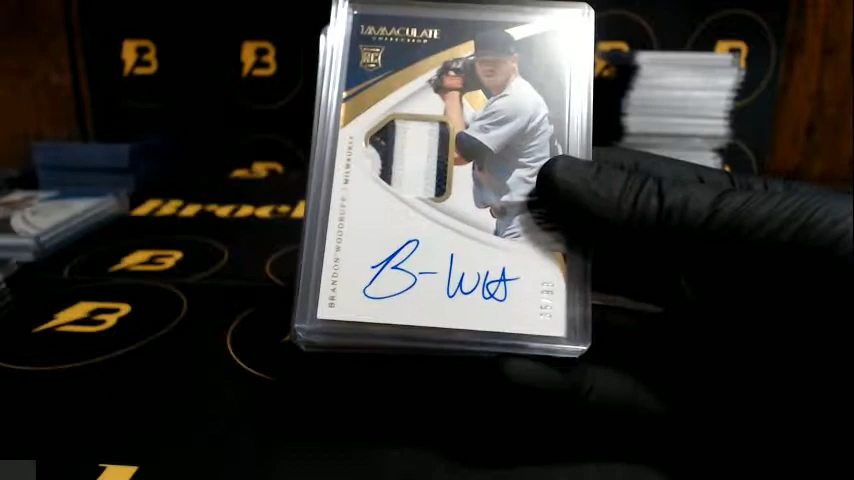 IMMACULATE
COLLECTION
RC
BRANDON WOODRUFF | MILWAUKEE
B-W
B
B
B
B
B
Brock